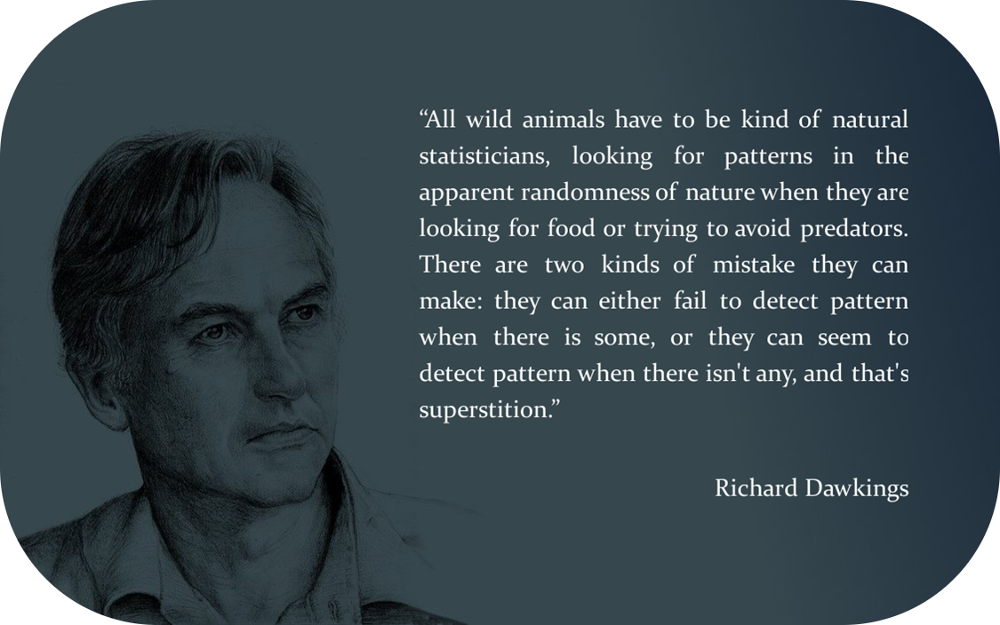 “All wild animals have to be kind of natural
statisticians, looking for patterns in the
apparent randomness of nature when they are
looking for food or trying to avoid predators.
There are two kinds of mistake they can
make: they can either fail to detect pattern
when there is some, or they can seem to
detect pattern when there isn't any, and that's
superstition.”
Richard Dawkings